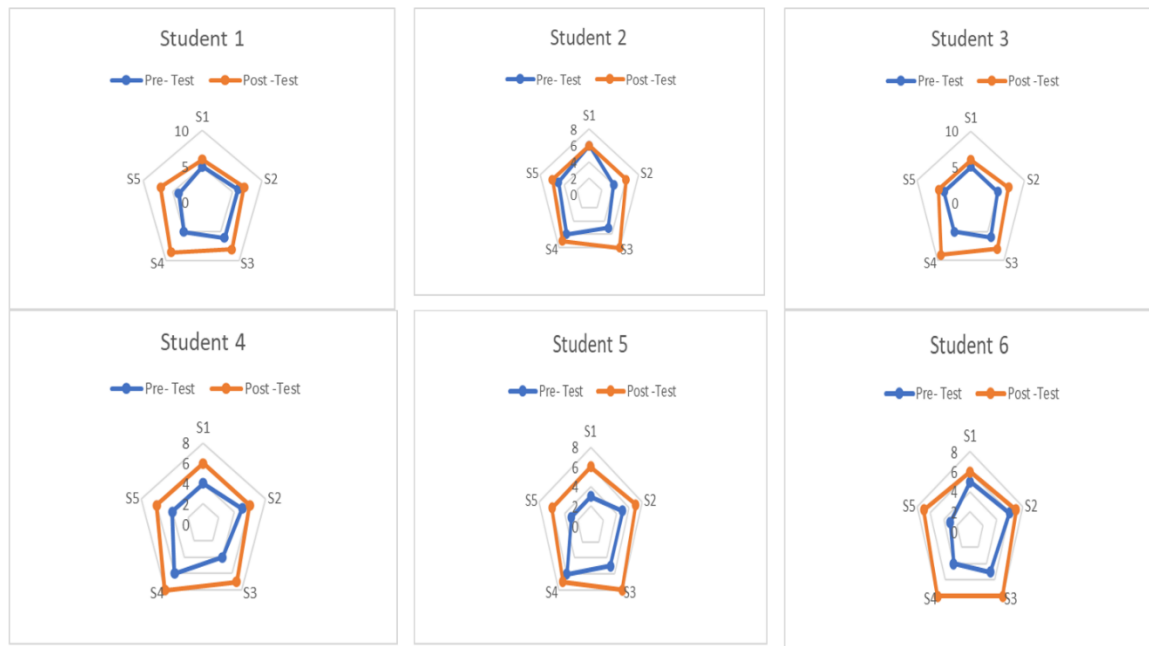 Student 1
Pre- Test Post -Test
S1
10
5
0
S5
S2
S4
S3
Student 2
Pre- Test Post -Test
S1
8
6
4
2
0
S5
S2
S4
S3
Student 3
Pre- Test Post -Test
S1
10
5
0
S5
S2
S4
S3
Student 4
Pre- Test Post -Test
S1
8
6
4
2
0
S5
S2
S4
S3
Student 5
Pre- Test Post -Test
S1
8
6
4
2
0
S5
S2
S4
S3
Student 6
Pre- Test Post -Test
S1
8
6
4
2
0
S5
S2
S4
S3